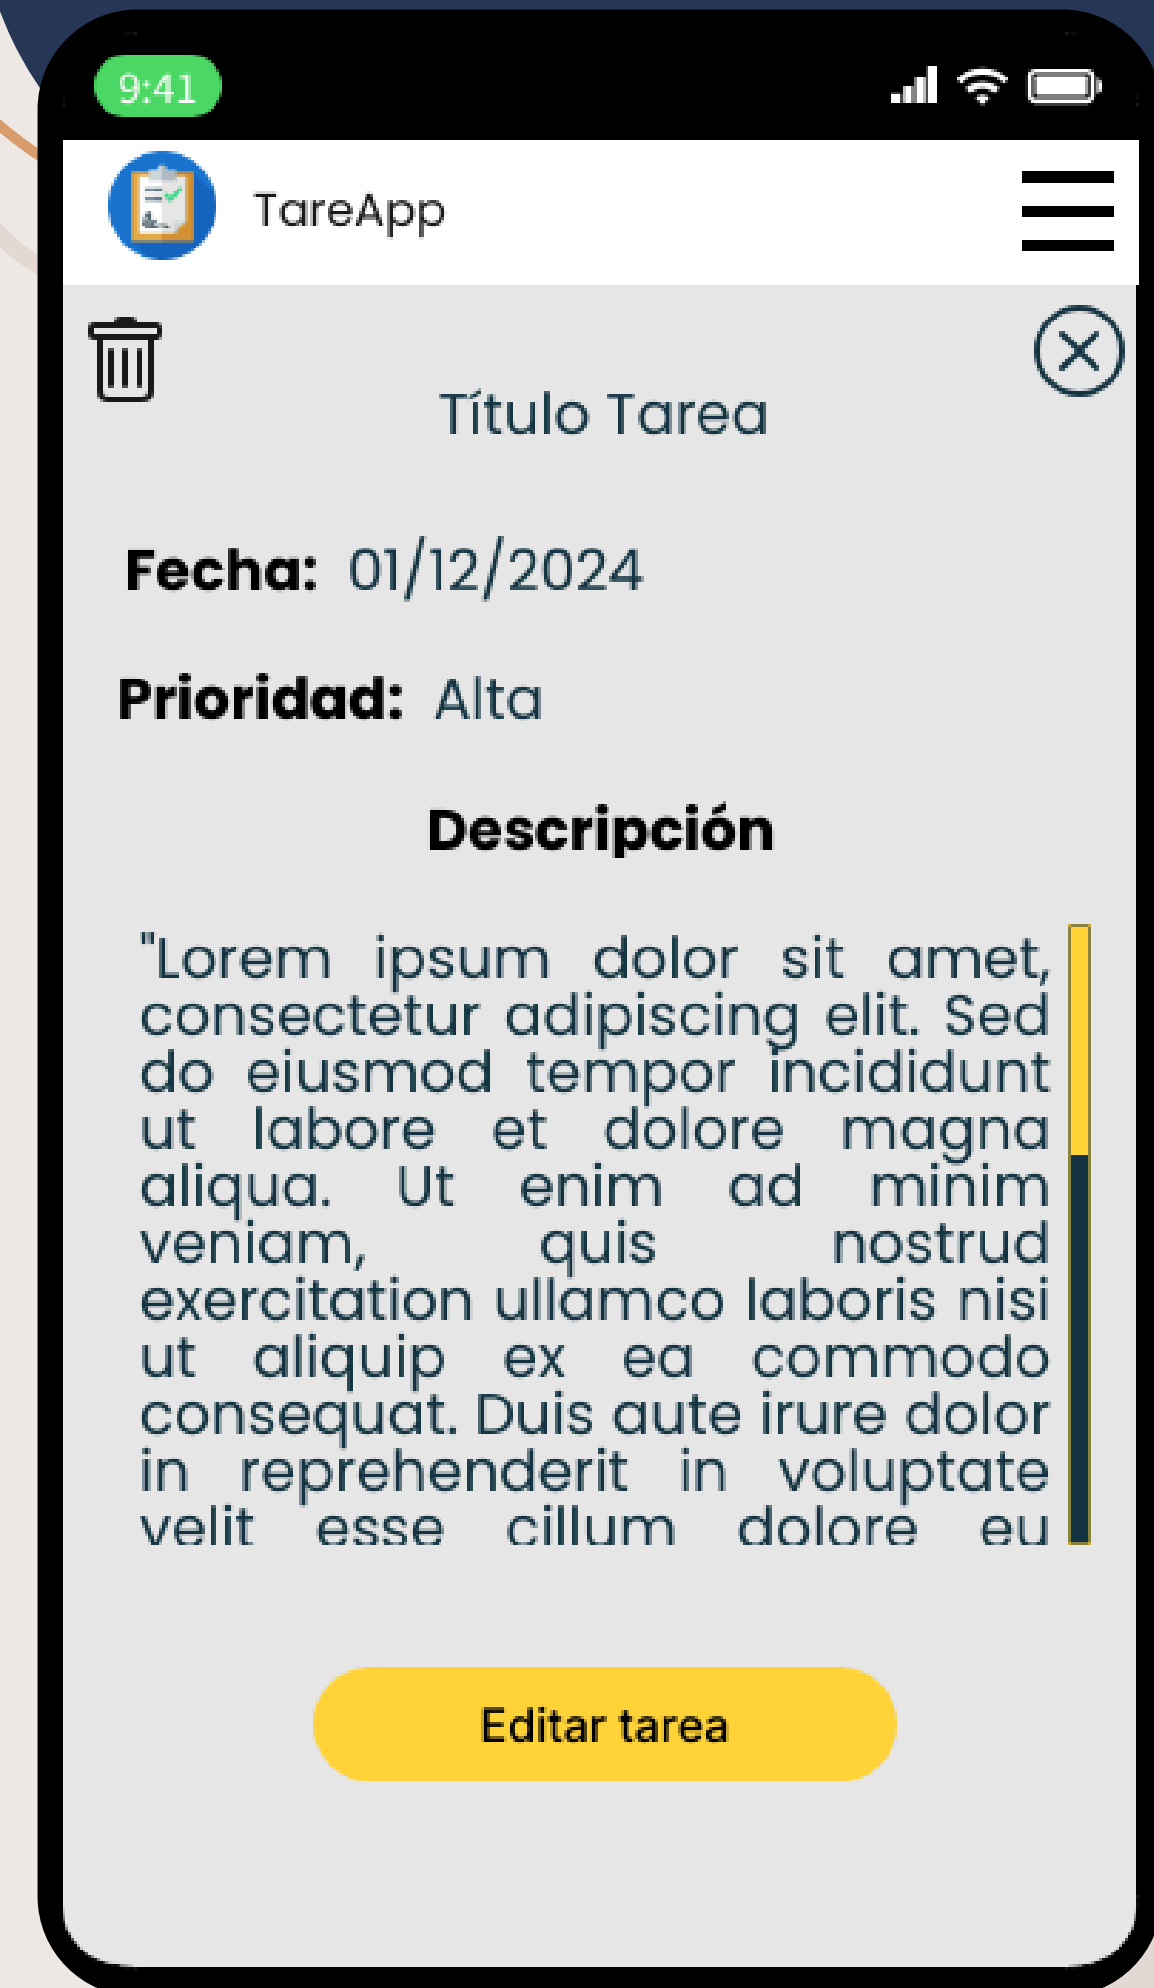 9:41
TareApp
Título Tarea
Fecha: 01/12/2024
Prioridad: Alta
Descripción
"Lorem ipsum dolor sit amet,
consectetur adipiscing elit. Sed
do eiusmod tempor incididunt
ut labore et dolore magna
aliqua. Ut enim ad minim
veniam, quis nostrud
exercitation ullamco laboris nisi
ut aliquip ex ea commodo
consequat. Duis aute irure dolor
in reprehenderit in voluptate
velit esse cillum dolore eu
Editar tarea